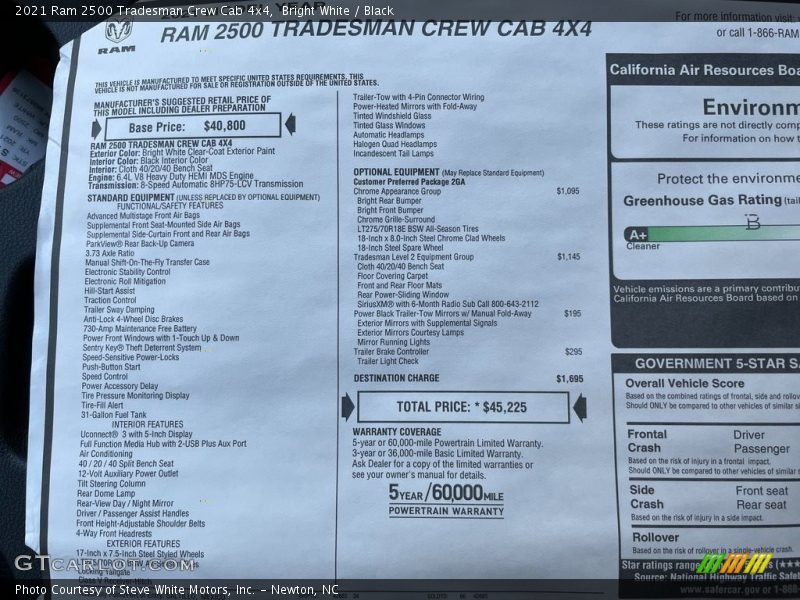 2021 Ram 2500 Tradesman Crew Cab 4x4,  Bright White / Black
RAM
RAM 2500 TRADESMAN CREW CAB 4X4
For more information visit:
or call 1-866-RAM
THIS VEHICLE IS MANUFACTURED TO MEET SPECIFIC UNITED STATES REQUIREMENTS. THIS
VEHICLE IS NOT MANUFACTURED FOR SALE OR REGISTRATION OUTSIDE OF THE UNITED STATES.
MANUFACTURER'S SUGGESTED RETAIL PRICE OF
THIS MODEL INCLUDING DEALER PREPARATION
Base Price: $40,800
RAM 2500 TRADESMAN CREW CAB 4X4
Exterior Color: Bright White Clear-Coat Exterior Paint
Interior Color: Black Interior Color
Interior: Cloth 40/20/40 Bench Seat
Engine: 6.4L V8 Heavy Duty HEMI MDS Engine
Transmission: 8-Speed Automatic 8HP75-LCV Transmission
STANDARD EQUIPMENT (UNLESS REPLACED BY OPTIONAL EQUIPMENT)
FUNCTIONAL/SAFETY FEATURES
Advanced Multistage Front Air Bags
Supplemental Front Seat-Mounted Side Air Bags
Supplemental Side-Curtain Front and Rear Air Bags
ParkView® Rear Back-Up Camera
3.73 Axle Ratio
Manual Shift-On-The-Fly Transfer Case
Electronic Stability Control
Electronic Roll Mitigation
Hill-Start Assist
Traction Control
Trailer Sway Damping
Anti-Lock 4-Wheel Disc Brakes
730-Amp Maintenance Free Battery
Power Front Windows with 1-Touch Up & Down
Sentry Key® Theft Deterrent System
Speed-Sensitive Power-Locks
Push-Button Start
Speed Control
Power Accessory Delay
Tire Pressure Monitoring Display
Tire-Fill Alert
31-Gallon Fuel Tank
INTERIOR FEATURES
Uconnect® 3 with 5-Inch Display
Full Function Media Hub with 2-USB Plus Aux Port
Air Conditioning
40 / 20 / 40 Split Bench Seat
12-Volt Auxiliary Power Outlet
Tilt Steering Column
Rear Dome Lamp
Rear-View Day / Night Mirror
Driver / Passenger Assist Handles
Front Height-Adjustable Shoulder Belts
4-Way Front Headrests
EXTERIOR FEATURES
17-Inch x 7.5-Inch Steel Styled Wheels
Locking Tailgate
Class V Receiver-Hitch
Trailer-Tow with 4-Pin Connector Wiring
Power-Heated Mirrors with Fold-Away
Tinted Windshield Glass
Tinted Glass Windows
Automatic Headlamps
Halogen Quad Headlamps
Incandescent Tail Lamps
OPTIONAL EQUIPMENT (May Replace Standard Equipment)
Customer Preferred Package 2GA
Chrome Appearance Group $1,095
Bright Rear Bumper
Bright Front Bumper
Chrome Grille-Surround
LT275/70R18E BSW All-Season Tires
18-Inch x 8.0-Inch Steel Chrome Clad Wheels
18-Inch Steel Spare Wheel
Tradesman Level 2 Equipment Group $1,145
Cloth 40/20/40 Bench Seat
Floor Covering Carpet
Front and Rear Floor Mats
Rear Power-Sliding Window
SiriusXM® with 6-Month Radio Sub Call 800-643-2112
Power Black Trailer-Tow Mirrors w/ Manual Fold-Away $195
Exterior Mirrors with Supplemental Signals
Exterior Mirrors Courtesy Lamps
Mirror Running Lights
Trailer Brake Controller $295
Trailer Light Check
DESTINATION CHARGE $1,695
TOTAL PRICE: * $45,225
WARRANTY COVERAGE
5-year or 60,000-mile Powertrain Limited Warranty.
3-year or 36,000-mile Basic Limited Warranty.
Ask Dealer for a copy of the limited warranties or
see your owner's manual for details.
5YEAR/60,000MILE
POWERTRAIN WARRANTY
California Air Resources Boa
Environm
These ratings are not directly comp
For information on how t
Protect the environme
Greenhouse Gas Rating (tail
A+
B
Cleaner
Vehicle emissions are a primary contribut
California Air Resources Board based on
GOVERNMENT 5-STAR SA
Overall Vehicle Score
Based on the combined ratings of frontal, side and rollov
Should ONLY be compared to other vehicles of similar si
Frontal Driver
Crash Passenger
Based on the risk of injury in a frontal impact.
Should ONLY be compared to other vehicles of similar s
Side Front seat
Crash Rear seat
Based on the risk of injury in a side impact.
Rollover
Based on the risk of rollover in a single-vehicle crash.
Star ratings range
Source: National Highway Traffic Safet
www.safercar.gov or 1-888
GTcarlot.com
Photo Courtesy of Steve White Motors, Inc. – Newton, NC